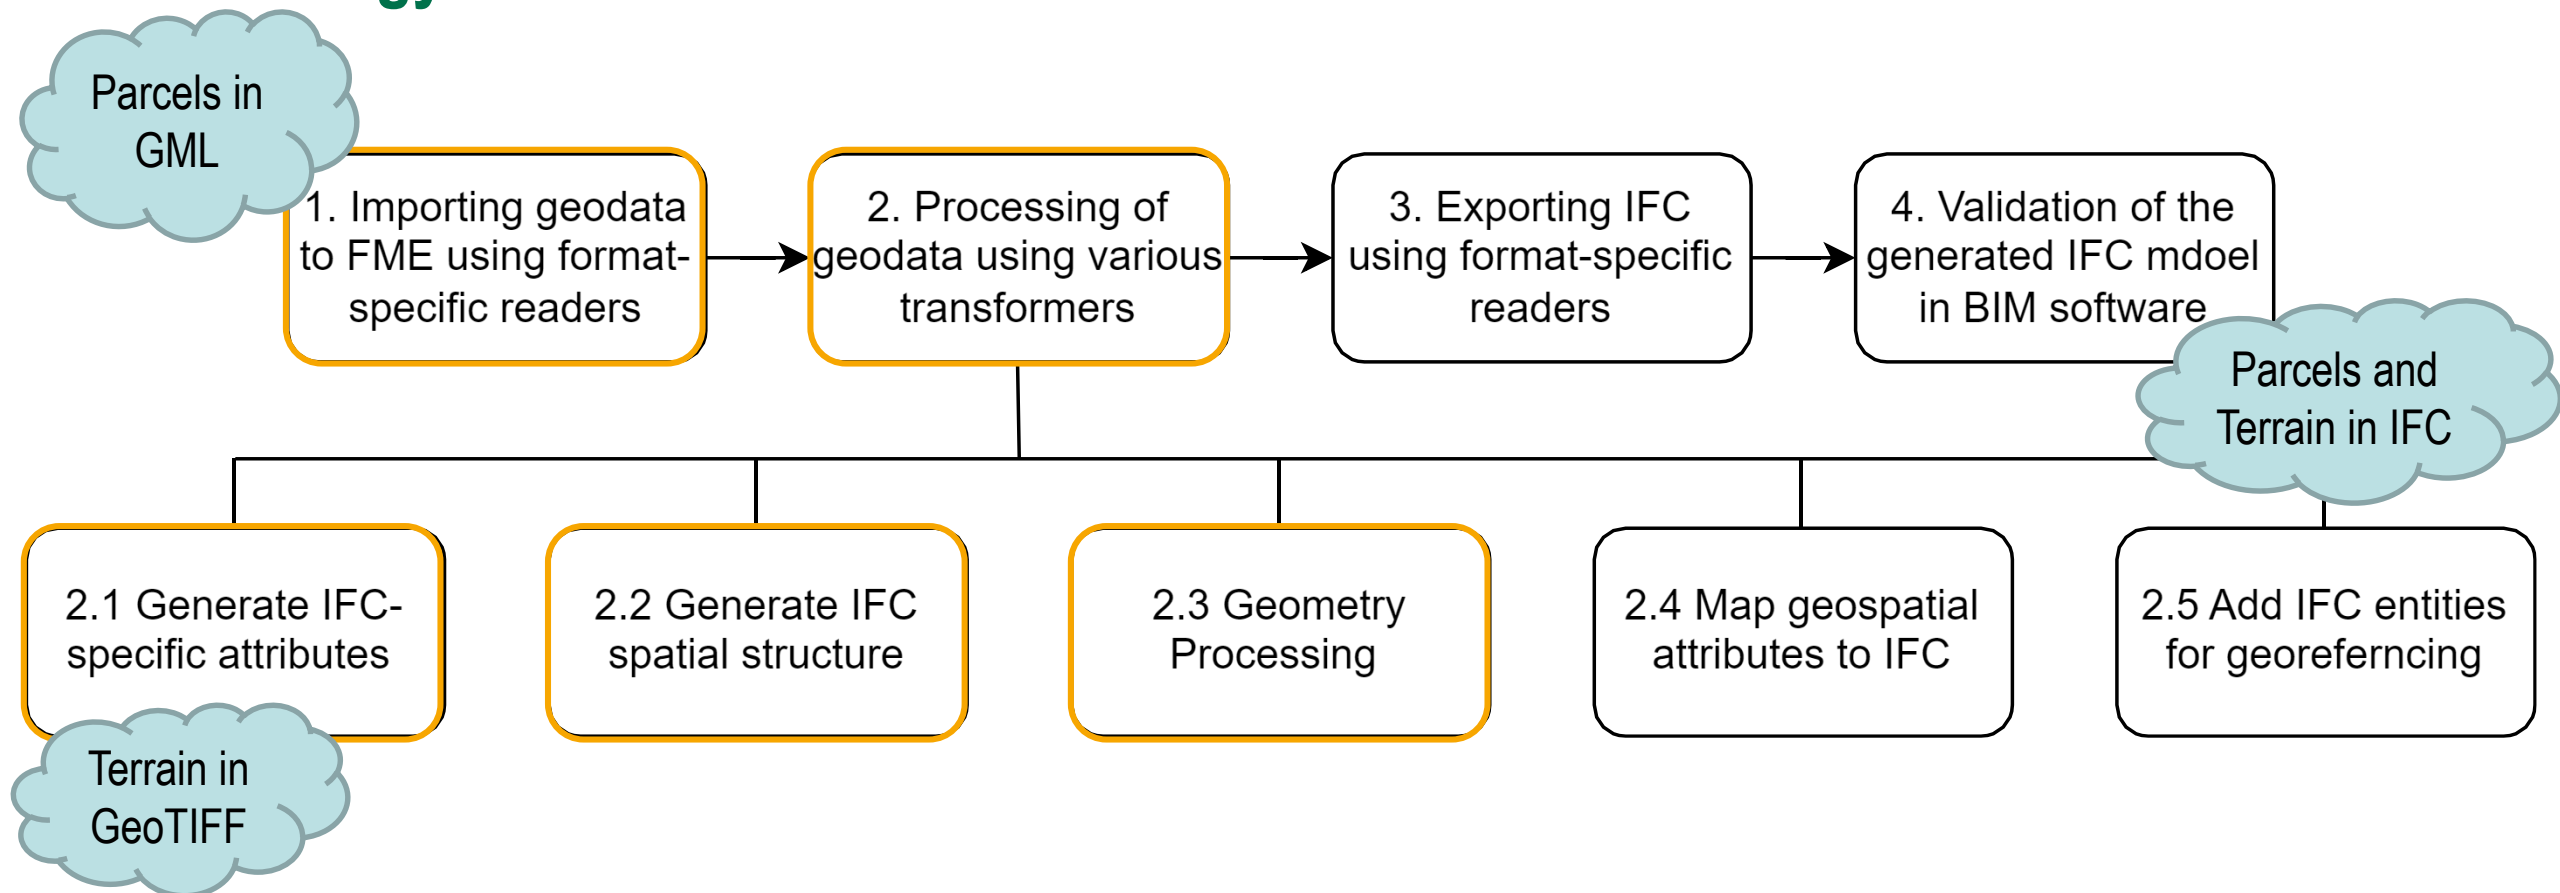 Parcels in
GML
1. Importing geodata
to FME using format-
specific readers
2. Processing of
geodata using various
transformers
3. Exporting IFC
using format-specific
readers
4. Validation of the
generated IFC mdoel
in BIM software
Parcels and
Terrain in IFC
2.1 Generate IFC-
specific attributes
2.2 Generate IFC
spatial structure
2.3 Geometry
Processing
2.4 Map geospatial
attributes to IFC
2.5 Add IFC entities
for georeferncing
Terrain in
GeoTIFF